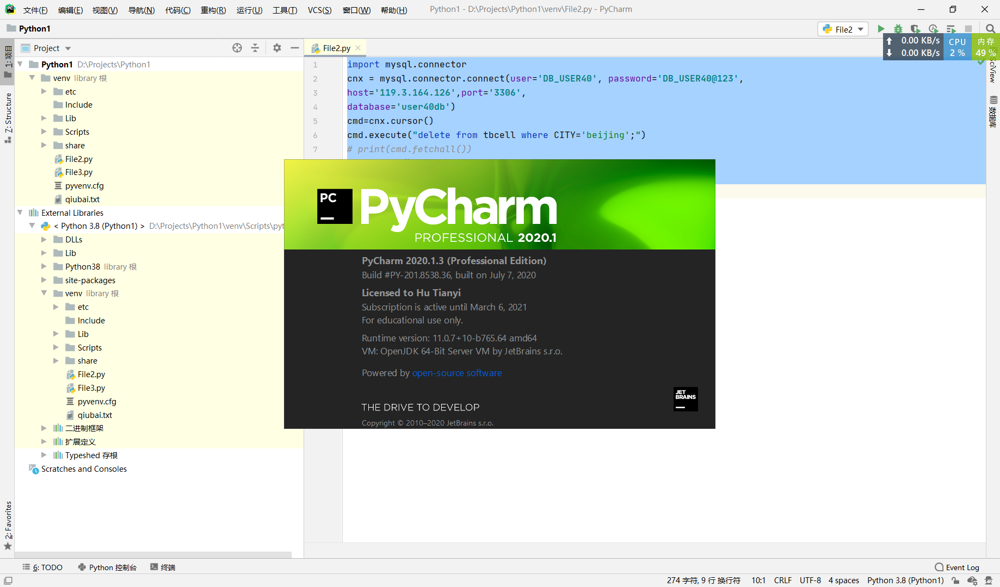 文件(F) 编辑(E) 视图(V) 导航(N) 代码(C) 重构(R) 运行(U) 工具(T) VCS(S) 窗口(W) 帮助(H) Python1 - D:\Projects\Python1\venv\File2.py - PyCharm
Python1
File2
0.00 KB/s
0.00 KB/s
CPU
2 %
内存
49 %
1: 项目
Z: Structure
2: Favorites
Project
Python1 D:\Projects\Python1
venv library 根
etc
Include
Lib
Scripts
share
File2.py
File3.py
pyvenv.cfg
qiubai.txt
External Libraries
< Python 3.8 (Python1) > D:\Projects\Python1\venv\Scripts\pyt
DLLs
Lib
Python38 library 根
site-packages
venv library 根
etc
Include
Lib
Scripts
share
File2.py
File3.py
pyvenv.cfg
qiubai.txt
二进制框架
扩展定义
Typeshed 存根
Scratches and Consoles
File2.py
1 import mysql.connector
2 cnx = mysql.connector.connect(user='DB_USER40', password='DB_USER40@123',
3 host='119.3.164.126',port='3306',
4 database='user40db')
5 cmd=cnx.cursor()
6 cmd.execute("delete from tbcell where CITY='beijing';")
7 # print(cmd.fetchall())
PC
PyCharm
PROFESSIONAL 2020.1
PyCharm 2020.1.3 (Professional Edition)
Build #PY-201.8538.36, built on July 7, 2020
Licensed to Hu Tianyi
Subscription is active until March 6, 2021
For educational use only.
Runtime version: 11.0.7+10-b765.64 amd64
VM: OpenJDK 64-Bit Server VM by JetBrains s.r.o.
Powered by open-source software
JET
BRAINS
THE DRIVE TO DEVELOP
Copyright © 2010–2020 JetBrains s.r.o.
SciView
数据库
6: TODO Python 控制台 终端 Event Log
274 字符, 9 行 换行符 10:1 CRLF UTF-8 4 spaces Python 3.8 (Python1)